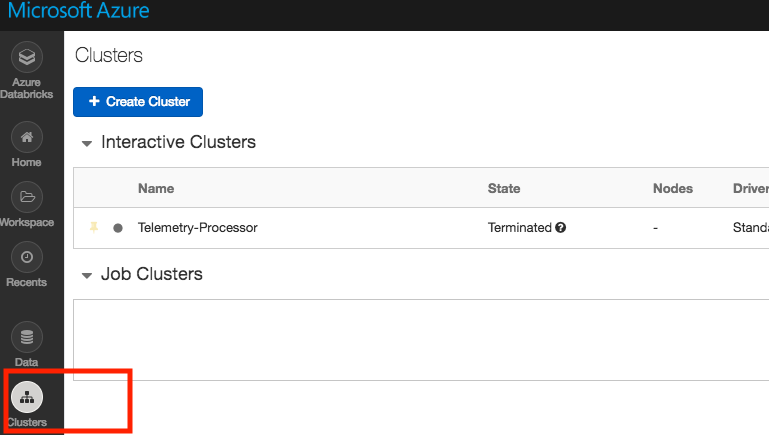 Microsoft Azure
Clusters
+ Create Cluster
Interactive Clusters
Name State Nodes Driver
Telemetry-Processor Terminated ? - Standa
Job Clusters
Azure
Databricks
Home
Workspace
Recents
Data
Clusters